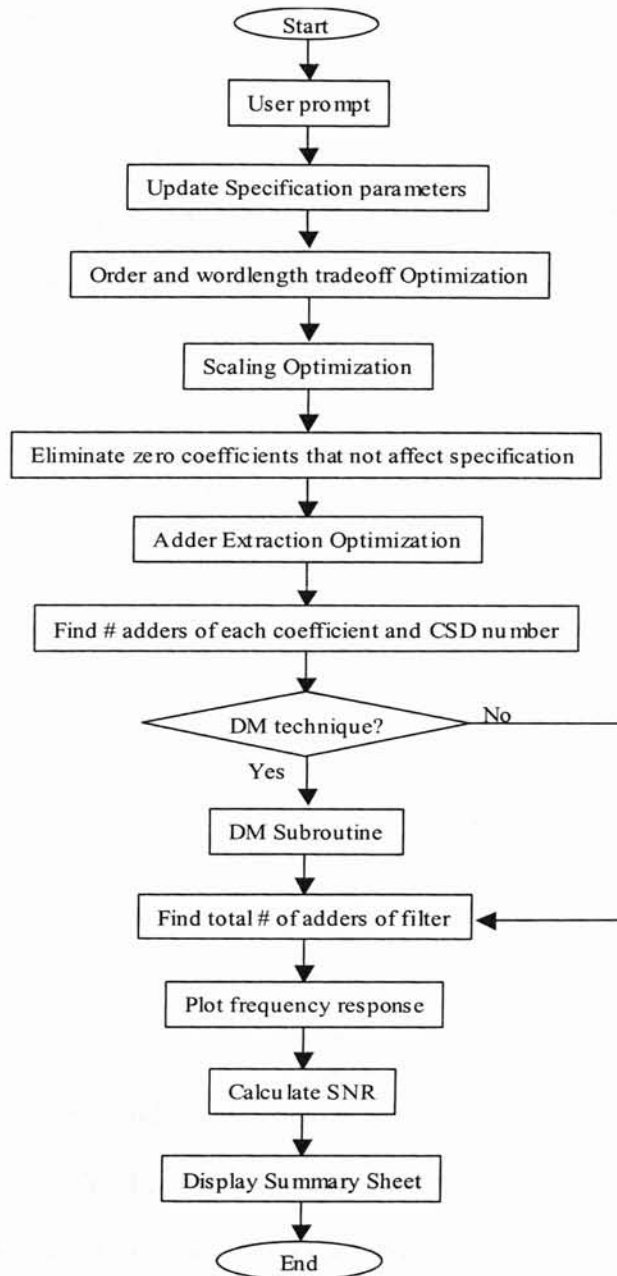 Start
User prompt
Update Specification parameters
Order and wordlength tradeoff Optimization
Scaling Optimization
Eliminate zero coefficients that not affect specification
Adder Extraction Optimization
Find # adders of each coefficient and CSD number
DM technique?
No
Yes
DM Subroutine
Find total # of adders of filter
Plot frequency response
Calculate SNR
Display Summary Sheet
End